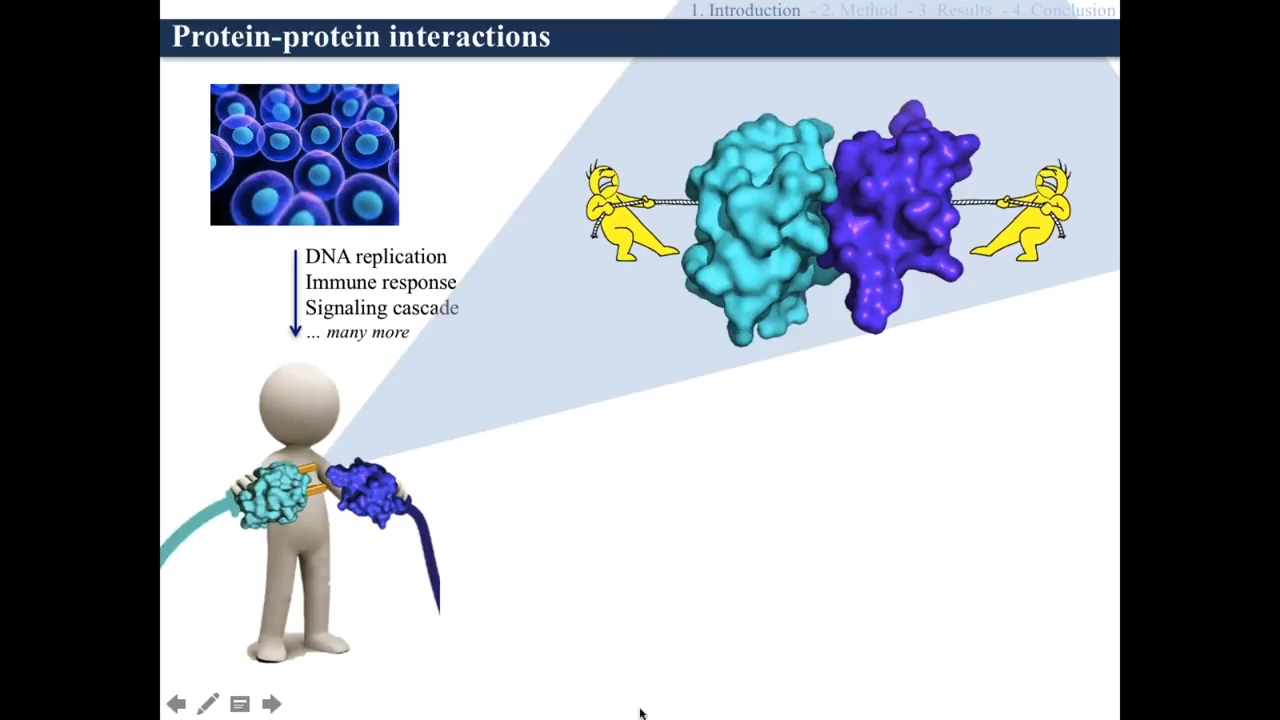 1. Introduction - 2. Method - 3. Results - 4. Conclusion
Protein-protein interactions
DNA replication
Immune response
Signaling cascade
... many more